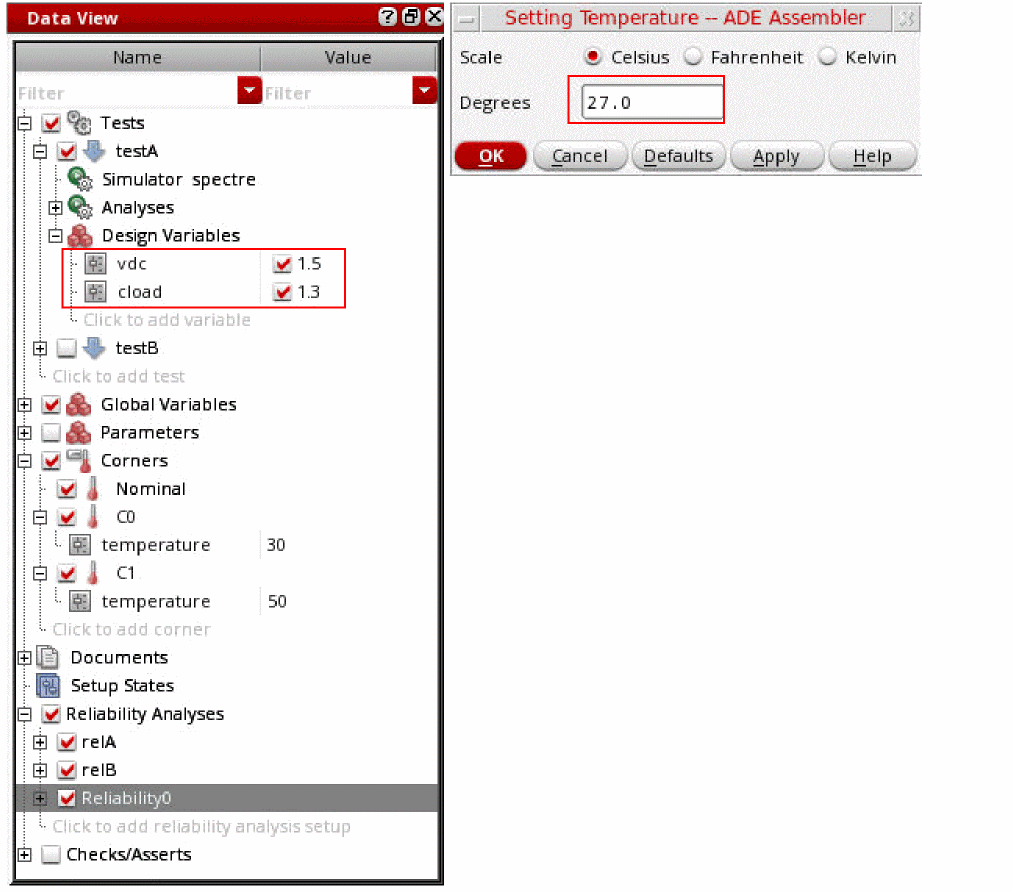 Data View
Name Value
Filter Filter
Tests
testA
Simulator spectre
Analyses
Design Variables
vdc 1.5
cload 1.3
Click to add variable
testB
Click to add test
Global Variables
Parameters
Corners
Nominal
C0
temperature 30
C1
temperature 50
Click to add corner
Documents
Setup States
Reliability Analyses
relA
relB
Reliability0
Click to add reliability analysis setup
Checks/Asserts
Setting Temperature -- ADE Assembler
Scale Celsius Fahrenheit Kelvin
Degrees 27.0
OK Cancel Defaults Apply Help